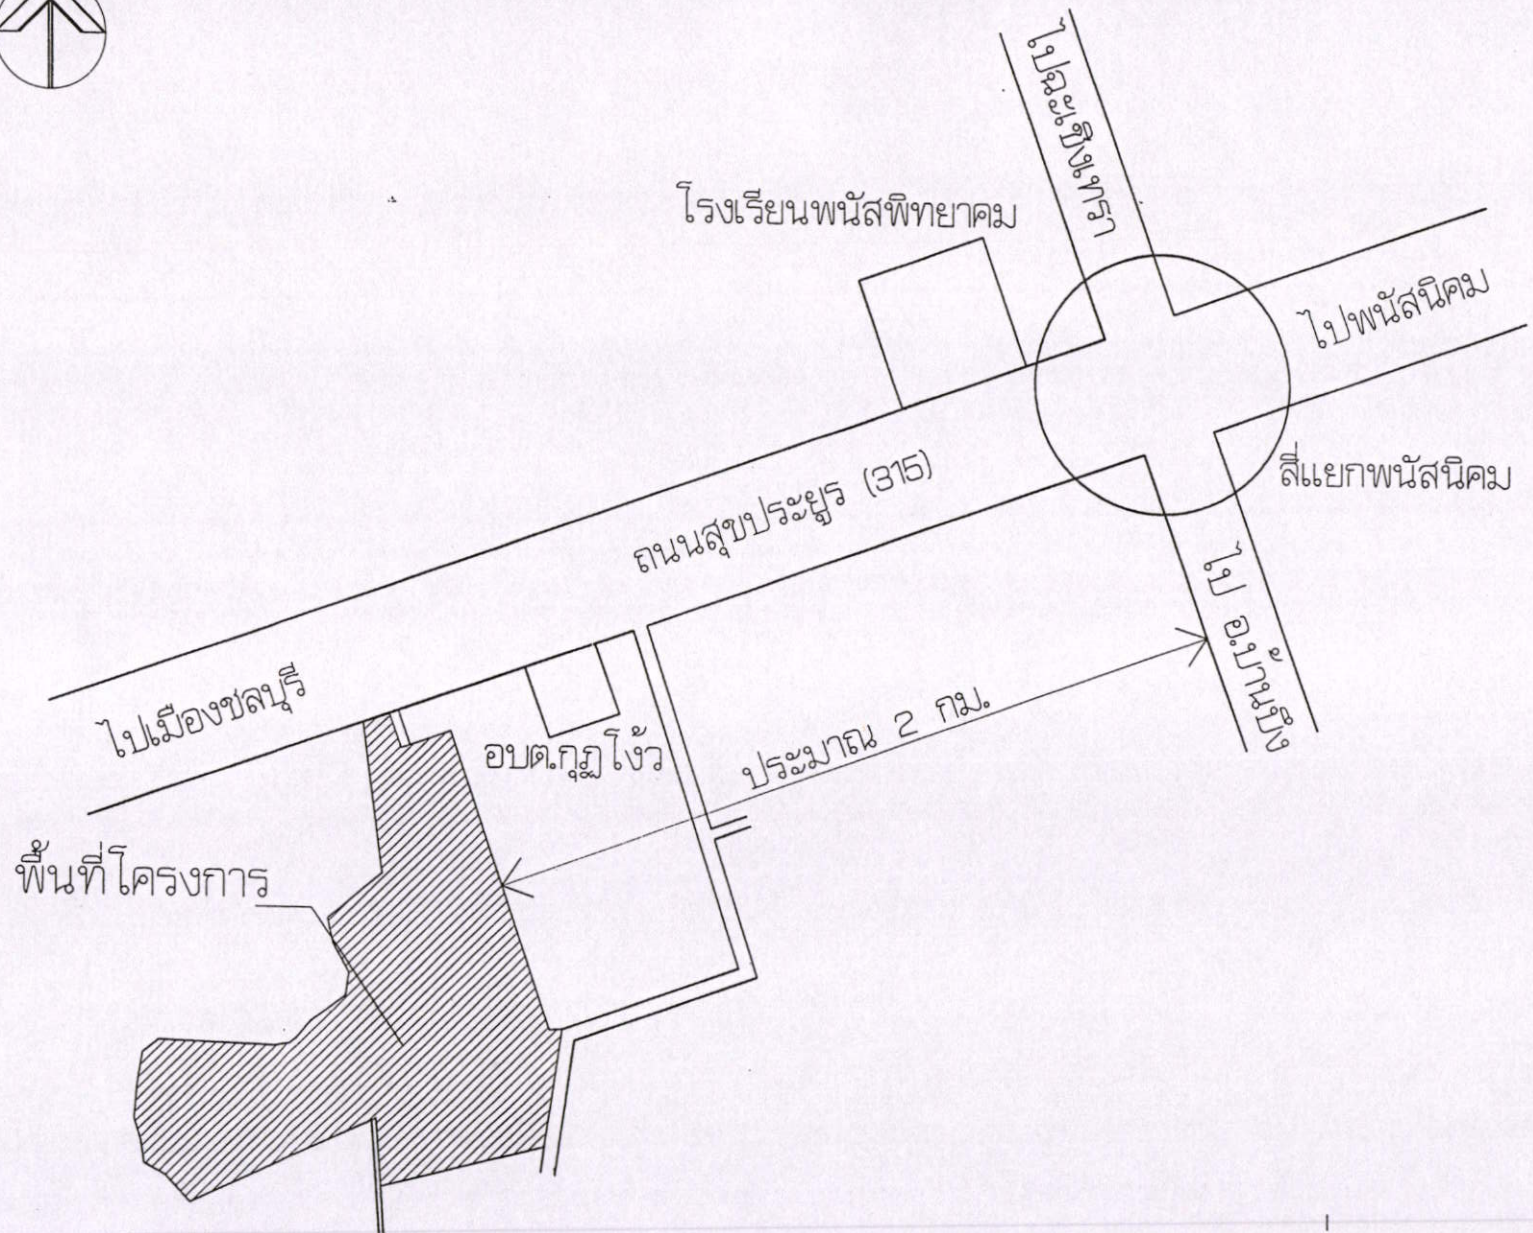 ไปฉะเชิงเทรา
โรงเรียนพนัสพิทยาคม
ไปพนัสนิคม
สี่แยกพนัสนิคม
ถนนสุขประยูร (315)
ไป อ.บ้านบึง
ไปเมืองชลบุรี
อบต.กุฎโง้ว
ประมาณ 2 กม.
พื้นที่โครงการ